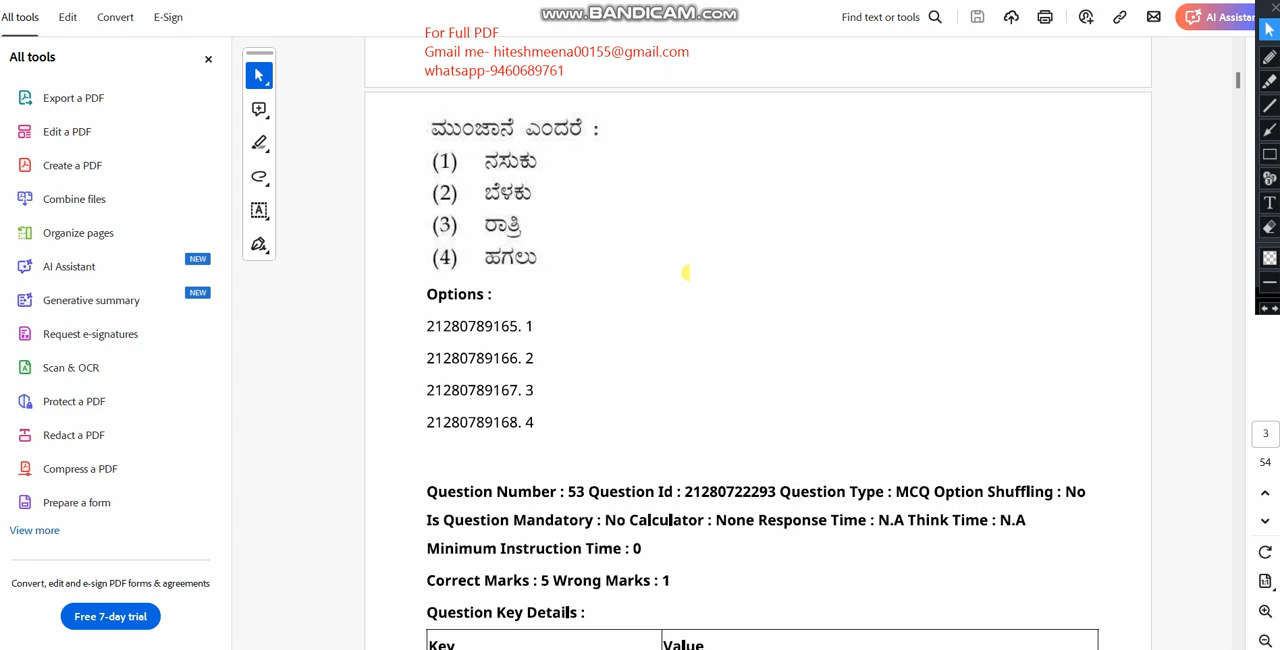 www.BANDICAM.com
All tools Edit Convert E-Sign Find text or tools AI Assistan
For Full PDF
Gmail me- hiteshmeena00155@gmail.com
whatsapp-9460689761
All tools
Export a PDF
Edit a PDF
Create a PDF
Combine files
Organize pages
AI Assistant NEW
Generative summary NEW
Request e-signatures
Scan & OCR
Protect a PDF
Redact a PDF
Compress a PDF
Prepare a form
View more
Convert, edit and e-sign PDF forms & agreements
Free 7-day trial
ಮುಂಜಾನೆ ಎಂದರೆ :
(1) ನಸುಕು
(2) ಬೆಳಕು
(3) ರಾತ್ರಿ
(4) ಹಗಲು
Options :
21280789165. 1
21280789166. 2
21280789167. 3
21280789168. 4
Question Number : 53 Question Id : 21280722293 Question Type : MCQ Option Shuffling : No
Is Question Mandatory : No Calculator : None Response Time : N.A Think Time : N.A
Minimum Instruction Time : 0
Correct Marks : 5 Wrong Marks : 1
Question Key Details :
Key Value
3
54